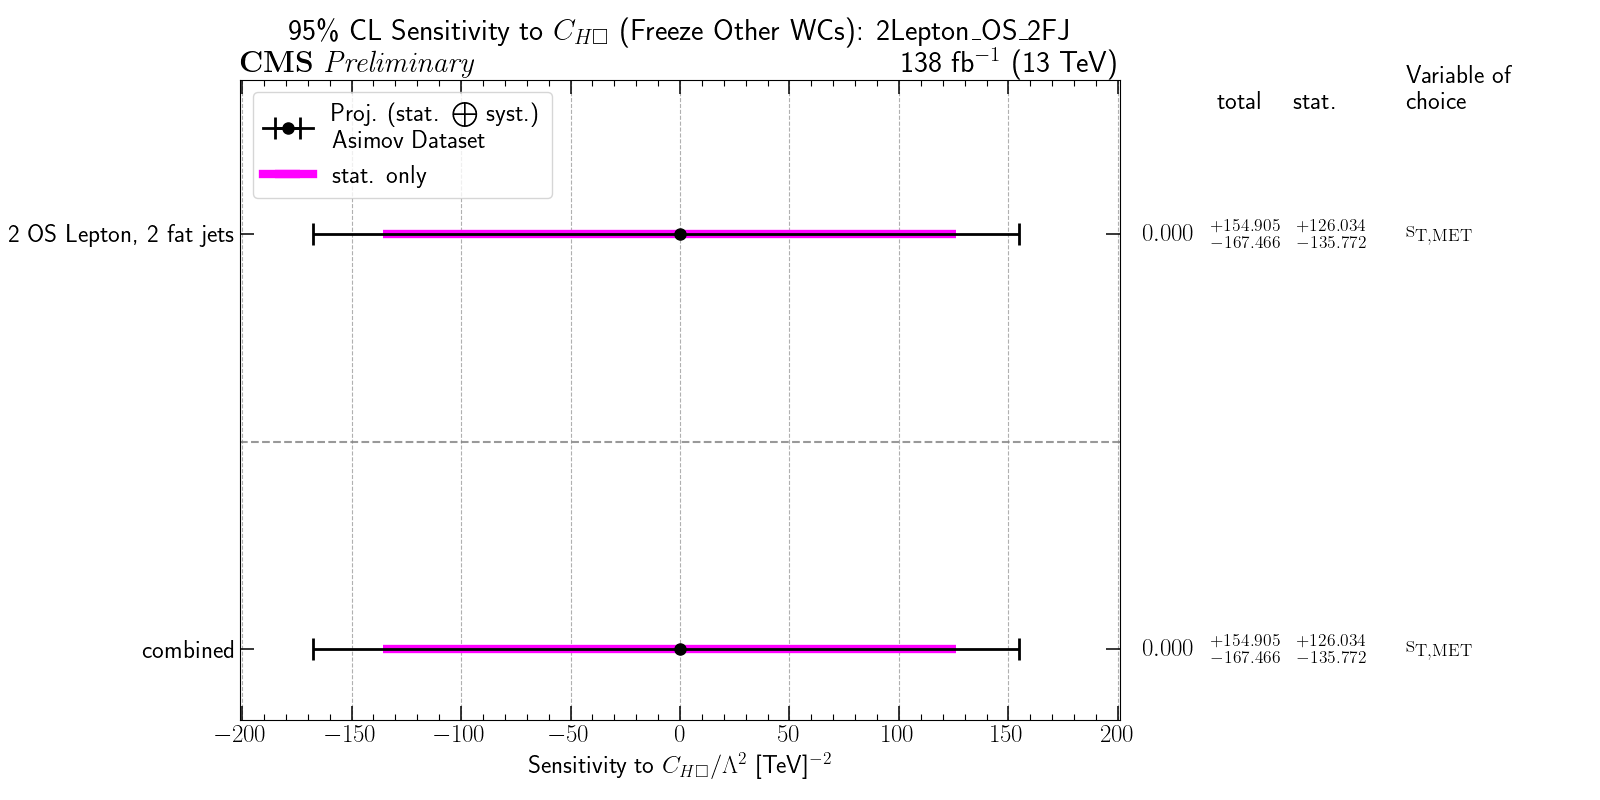 95% CL Sensitivity to C_{H□} (Freeze Other WCs): 2Lepton_OS_2FJ
CMS Preliminary 138 fb⁻¹ (13 TeV)
Variable of
total stat. choice
Proj. (stat. ⊕ syst.)
Asimov Dataset
stat. only
2 OS Lepton, 2 fat jets 0.000 +154.905 −167.466 +126.034 −135.772 s_{T,MET}
combined 0.000 +154.905 −167.466 +126.034 −135.772 s_{T,MET}
−200 −150 −100 −50 0 50 100 150 200
Sensitivity to C_{H□}/Λ² [TeV]⁻²